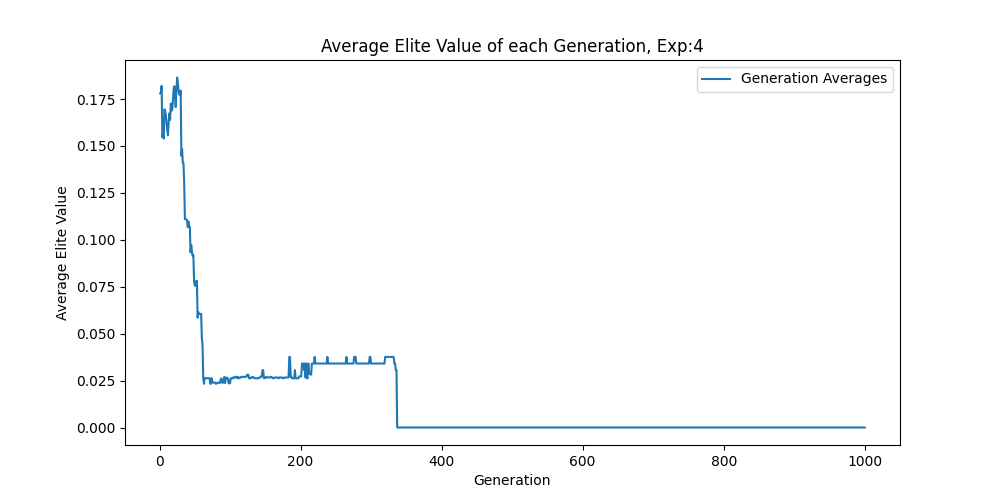 Average Elite Value of each Generation, Exp:4
Generation Averages
Average Elite Value
0.175
0.150
0.125
0.100
0.075
0.050
0.025
0.000
0 200 400 600 800 1000
Generation